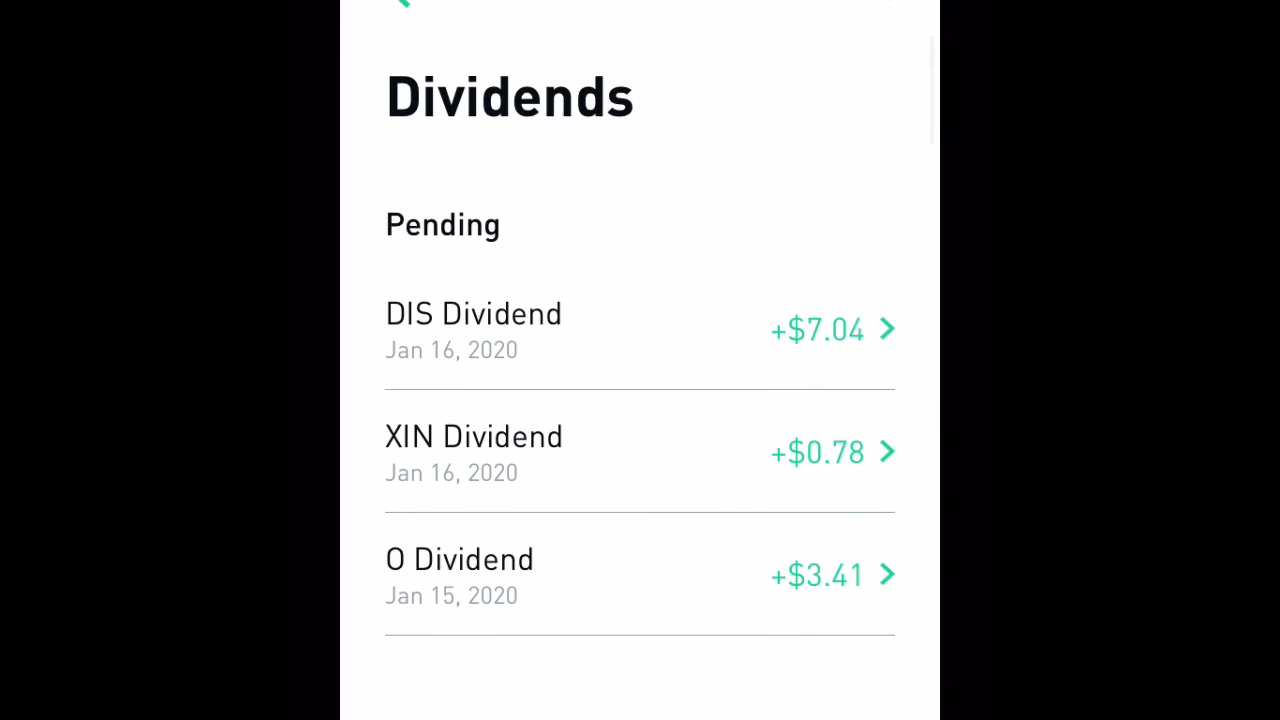 Dividends
Pending
DIS Dividend
+$7.04
Jan 16, 2020
XIN Dividend
+$0.78
Jan 16, 2020
O Dividend
+$3.41
Jan 15, 2020